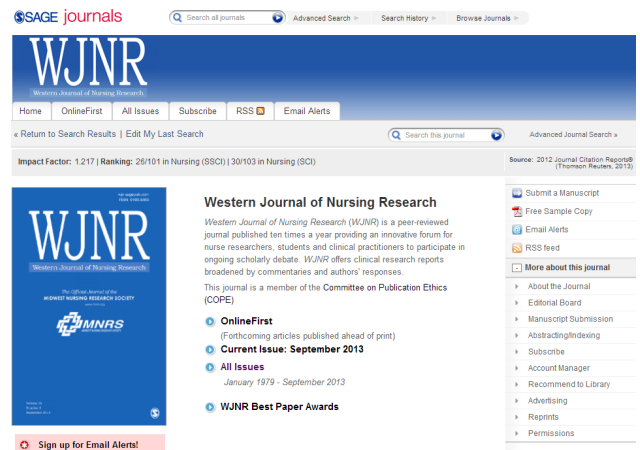 SAGE journals
Search all journals
Advanced Search »
Search History »
Browse Journals »
WJNR
Western Journal of Nursing Research
Home
OnlineFirst
All Issues
Subscribe
RSS
Email Alerts
« Return to Search Results | Edit My Last Search
Search this journal
Advanced Journal Search »
Impact Factor: 1.217 | Ranking: 26/101 in Nursing (SSCI) | 30/103 in Nursing (SCI)
Source: 2012 Journal Citation Reports®
(Thomson Reuters, 2013)
WJNR
Western Journal of Nursing Research
The Official Journal of the
MIDWEST NURSING RESEARCH SOCIETY
MNRS
Sign up for Email Alerts!
Western Journal of Nursing Research
Western Journal of Nursing Research (WJNR) is a peer-reviewed
journal published ten times a year providing an innovative forum for
nurse researchers, students and clinical practitioners to participate in
ongoing scholarly debate. WJNR offers clinical research reports
broadened by commentaries and authors' responses.
This journal is a member of the Committee on Publication Ethics
(COPE)
OnlineFirst
(Forthcoming articles published ahead of print)
Current Issue: September 2013
All Issues
January 1979 - September 2013
WJNR Best Paper Awards
Submit a Manuscript
Free Sample Copy
Email Alerts
RSS feed
More about this journal
About the Journal
Editorial Board
Manuscript Submission
Abstracting/Indexing
Subscribe
Account Manager
Recommend to Library
Advertising
Reprints
Permissions